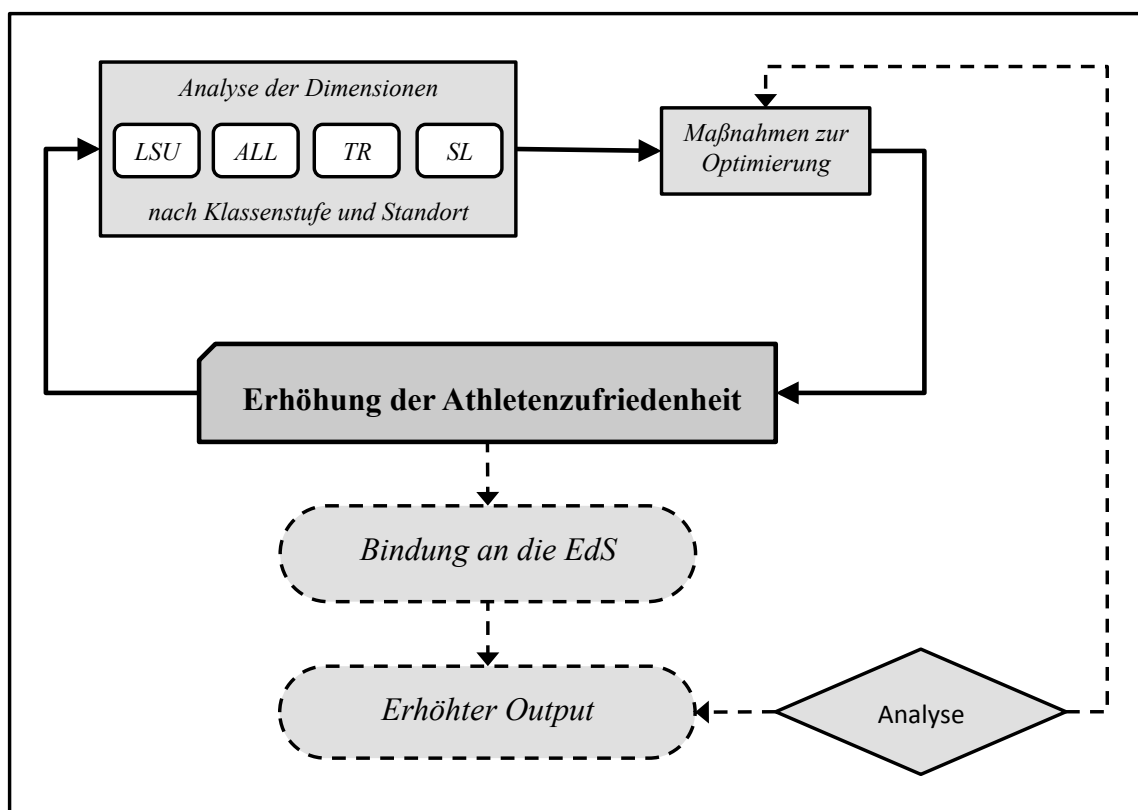 Analyse der Dimensionen
LSU ALL TR SL
nach Klassenstufe und Standort
Maßnahmen zur
Optimierung
Erhöhung der Athletenzufriedenheit
Bindung an die EdS
Erhöhter Output
Analyse